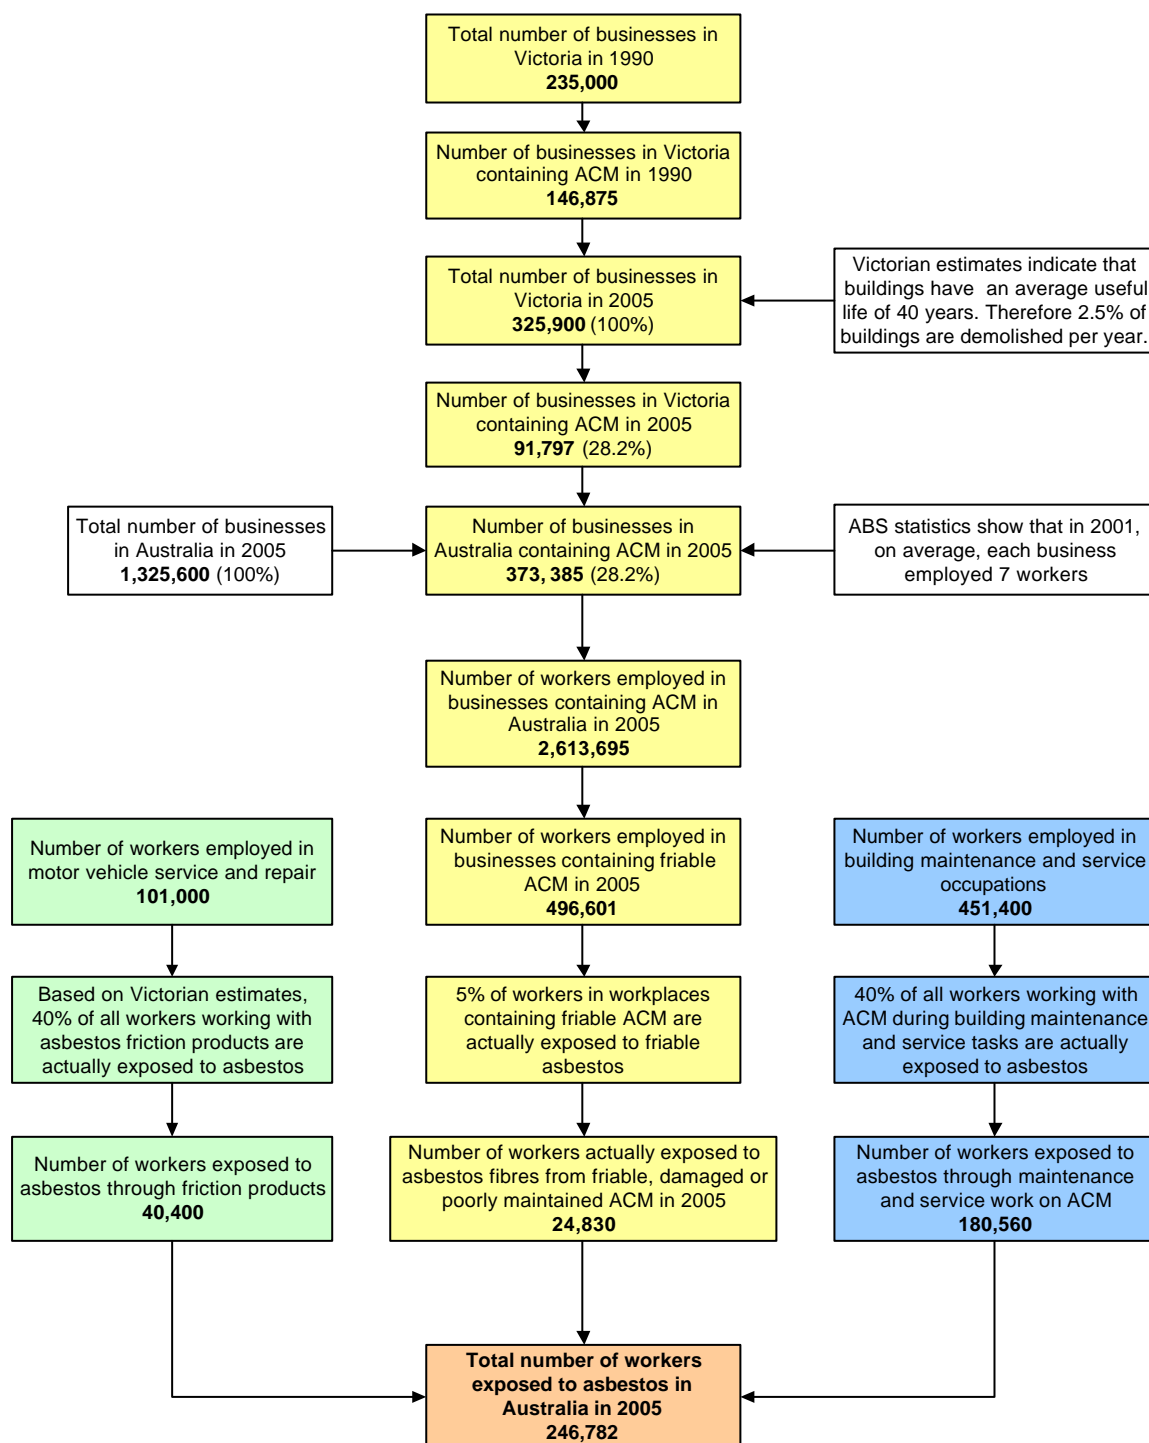 Total number of businesses in
Victoria in 1990
235,000
Number of businesses in Victoria
containing ACM in 1990
146,875
Total number of businesses in
Victoria in 2005
325,900 (100%)
Victorian estimates indicate that
buildings have an average useful
life of 40 years. Therefore 2.5% of
buildings are demolished per year.
Number of businesses in Victoria
containing ACM in 2005
91,797 (28.2%)
Total number of businesses
in Australia in 2005
1,325,600 (100%)
Number of businesses in
Australia containing ACM in 2005
373, 385 (28.2%)
ABS statistics show that in 2001,
on average, each business
employed 7 workers
Number of workers employed in
businesses containing ACM in
Australia in 2005
2,613,695
Number of workers employed in
motor vehicle service and repair
101,000
Number of workers employed in
businesses containing friable
ACM in 2005
496,601
Number of workers employed in
building maintenance and service
occupations
451,400
Based on Victorian estimates,
40% of all workers working with
asbestos friction products are
actually exposed to asbestos
5% of workers in workplaces
containing friable ACM are
actually exposed to friable
asbestos
40% of all workers working with
ACM during building maintenance
and service tasks are actually
exposed to asbestos
Number of workers exposed to
asbestos through friction products
40,400
Number of workers actually exposed to
asbestos fibres from friable, damaged or
poorly maintained ACM in 2005
24,830
Number of workers exposed to
asbestos through maintenance
and service work on ACM
180,560
Total number of workers
exposed to asbestos in
Australia in 2005
246,782